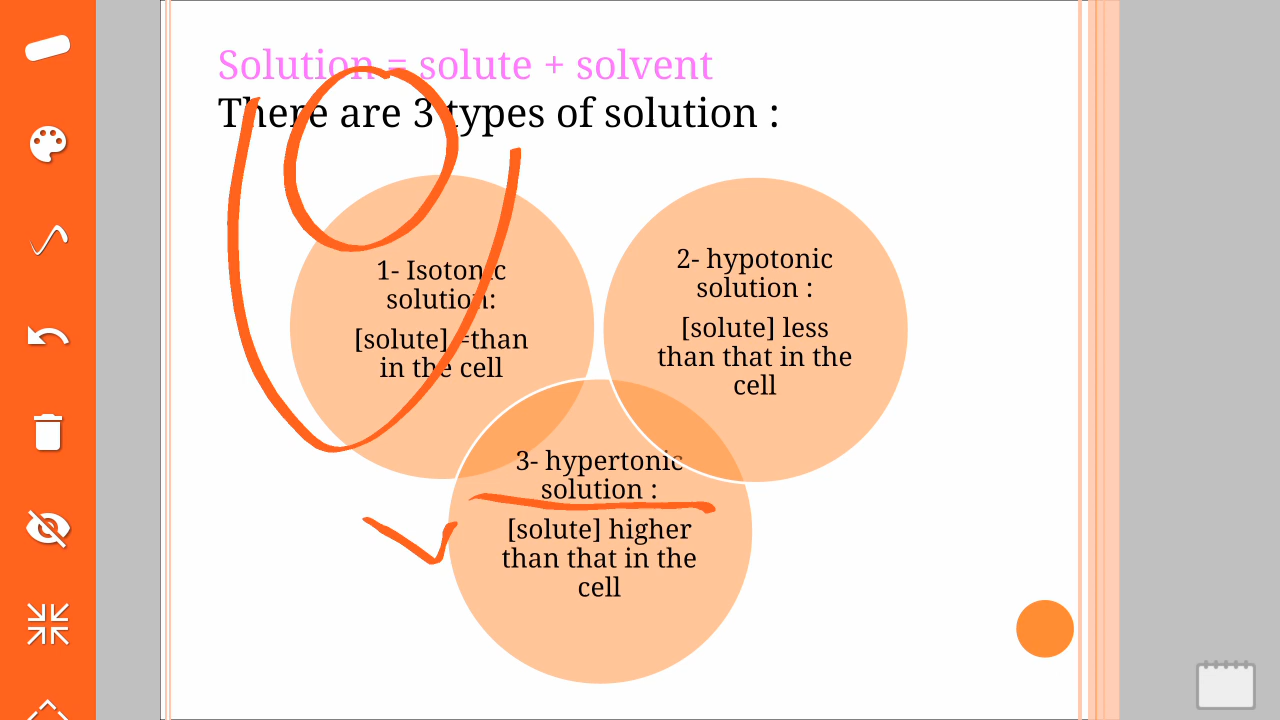 Solution = solute + solvent
There are 3 types of solution :
1- Isotonic
solution:
[solute] =than
in the cell
2- hypotonic
solution :
[solute] less
than that in the
cell
3- hypertonic
solution :
[solute] higher
than that in the
cell